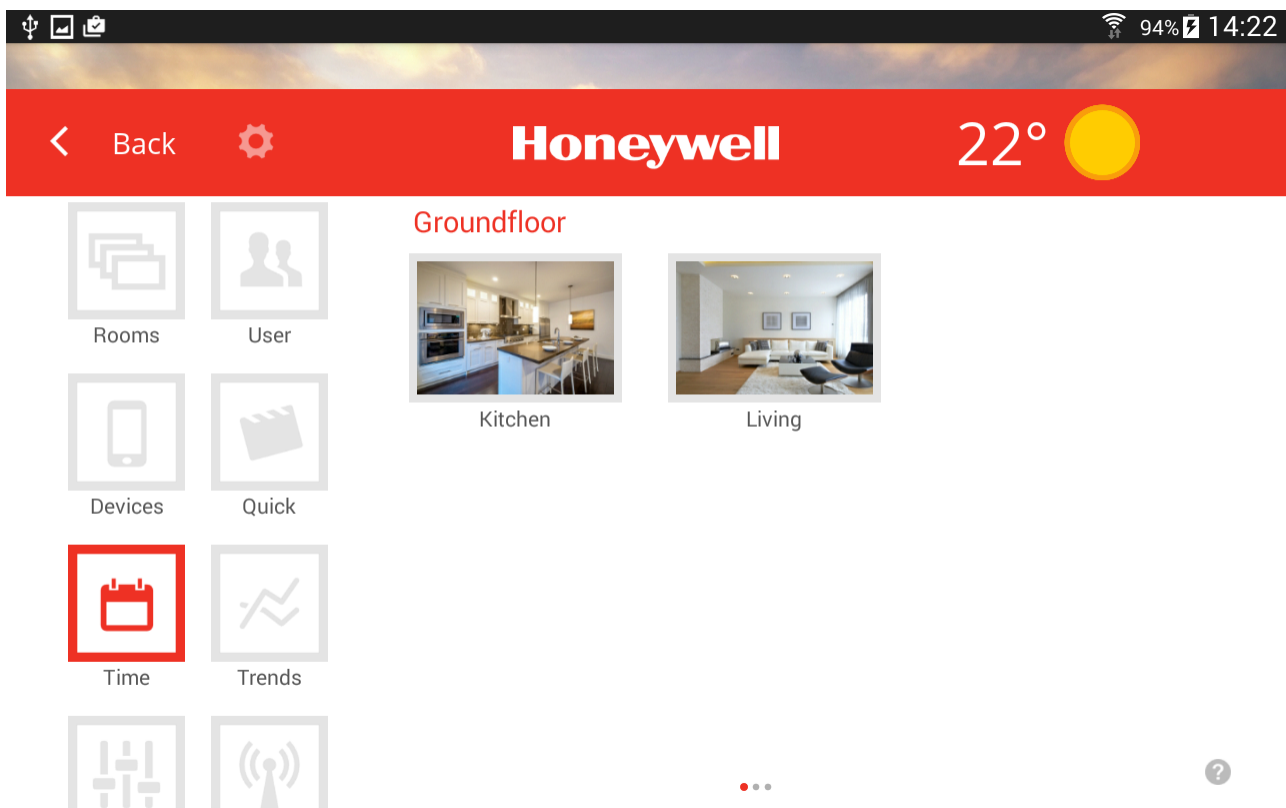 94% 14:22
Back Honeywell 22°
Groundfloor
Rooms User
Kitchen Living
Devices Quick
Time Trends
?